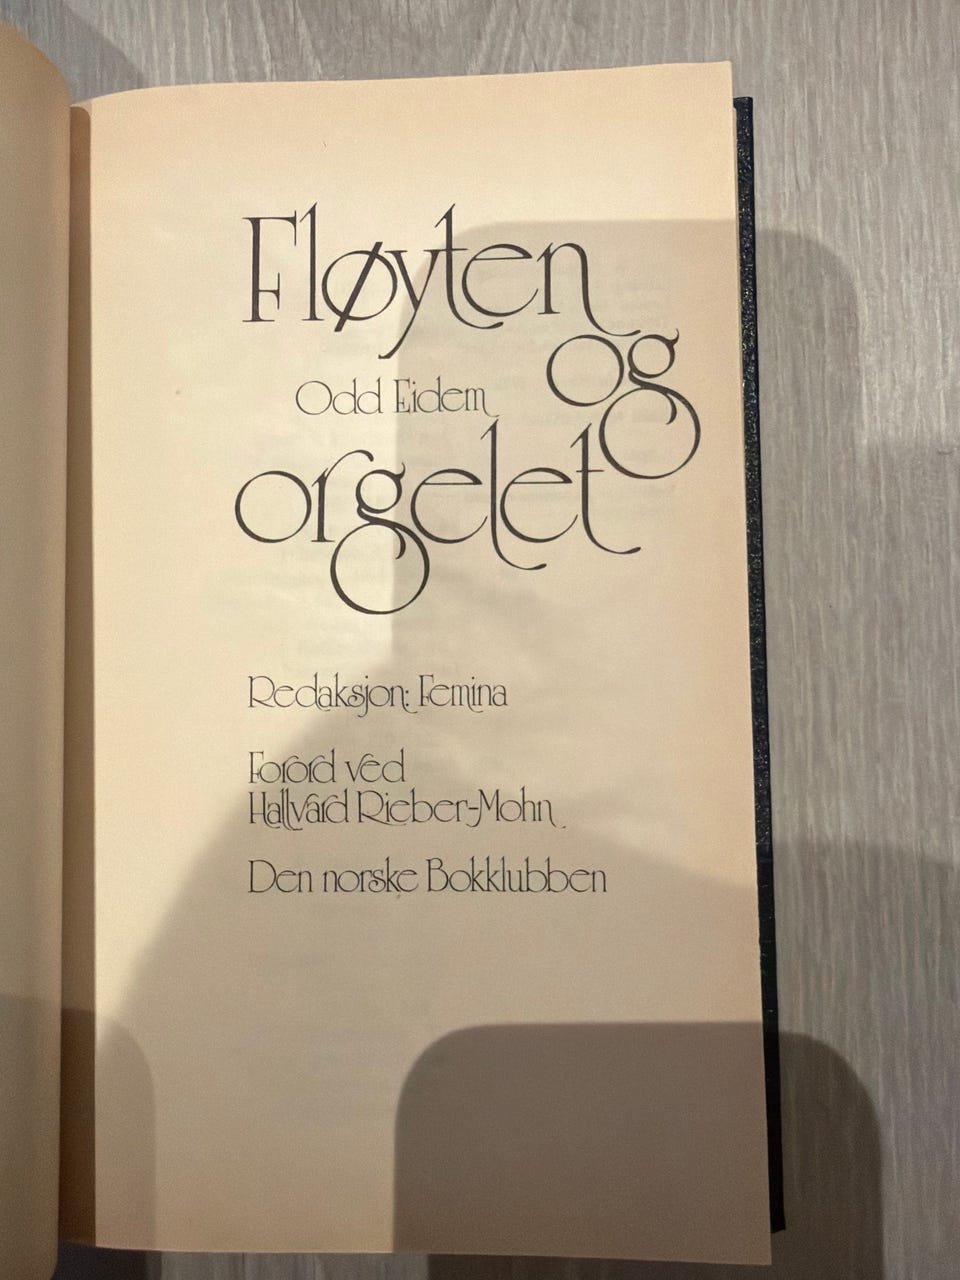 Fløyten
og
Odd Eidem
orgelet
Redaksjon: Femina
Forord ved
Hallvard Rieber-Mohn
Den norske Bokklubben